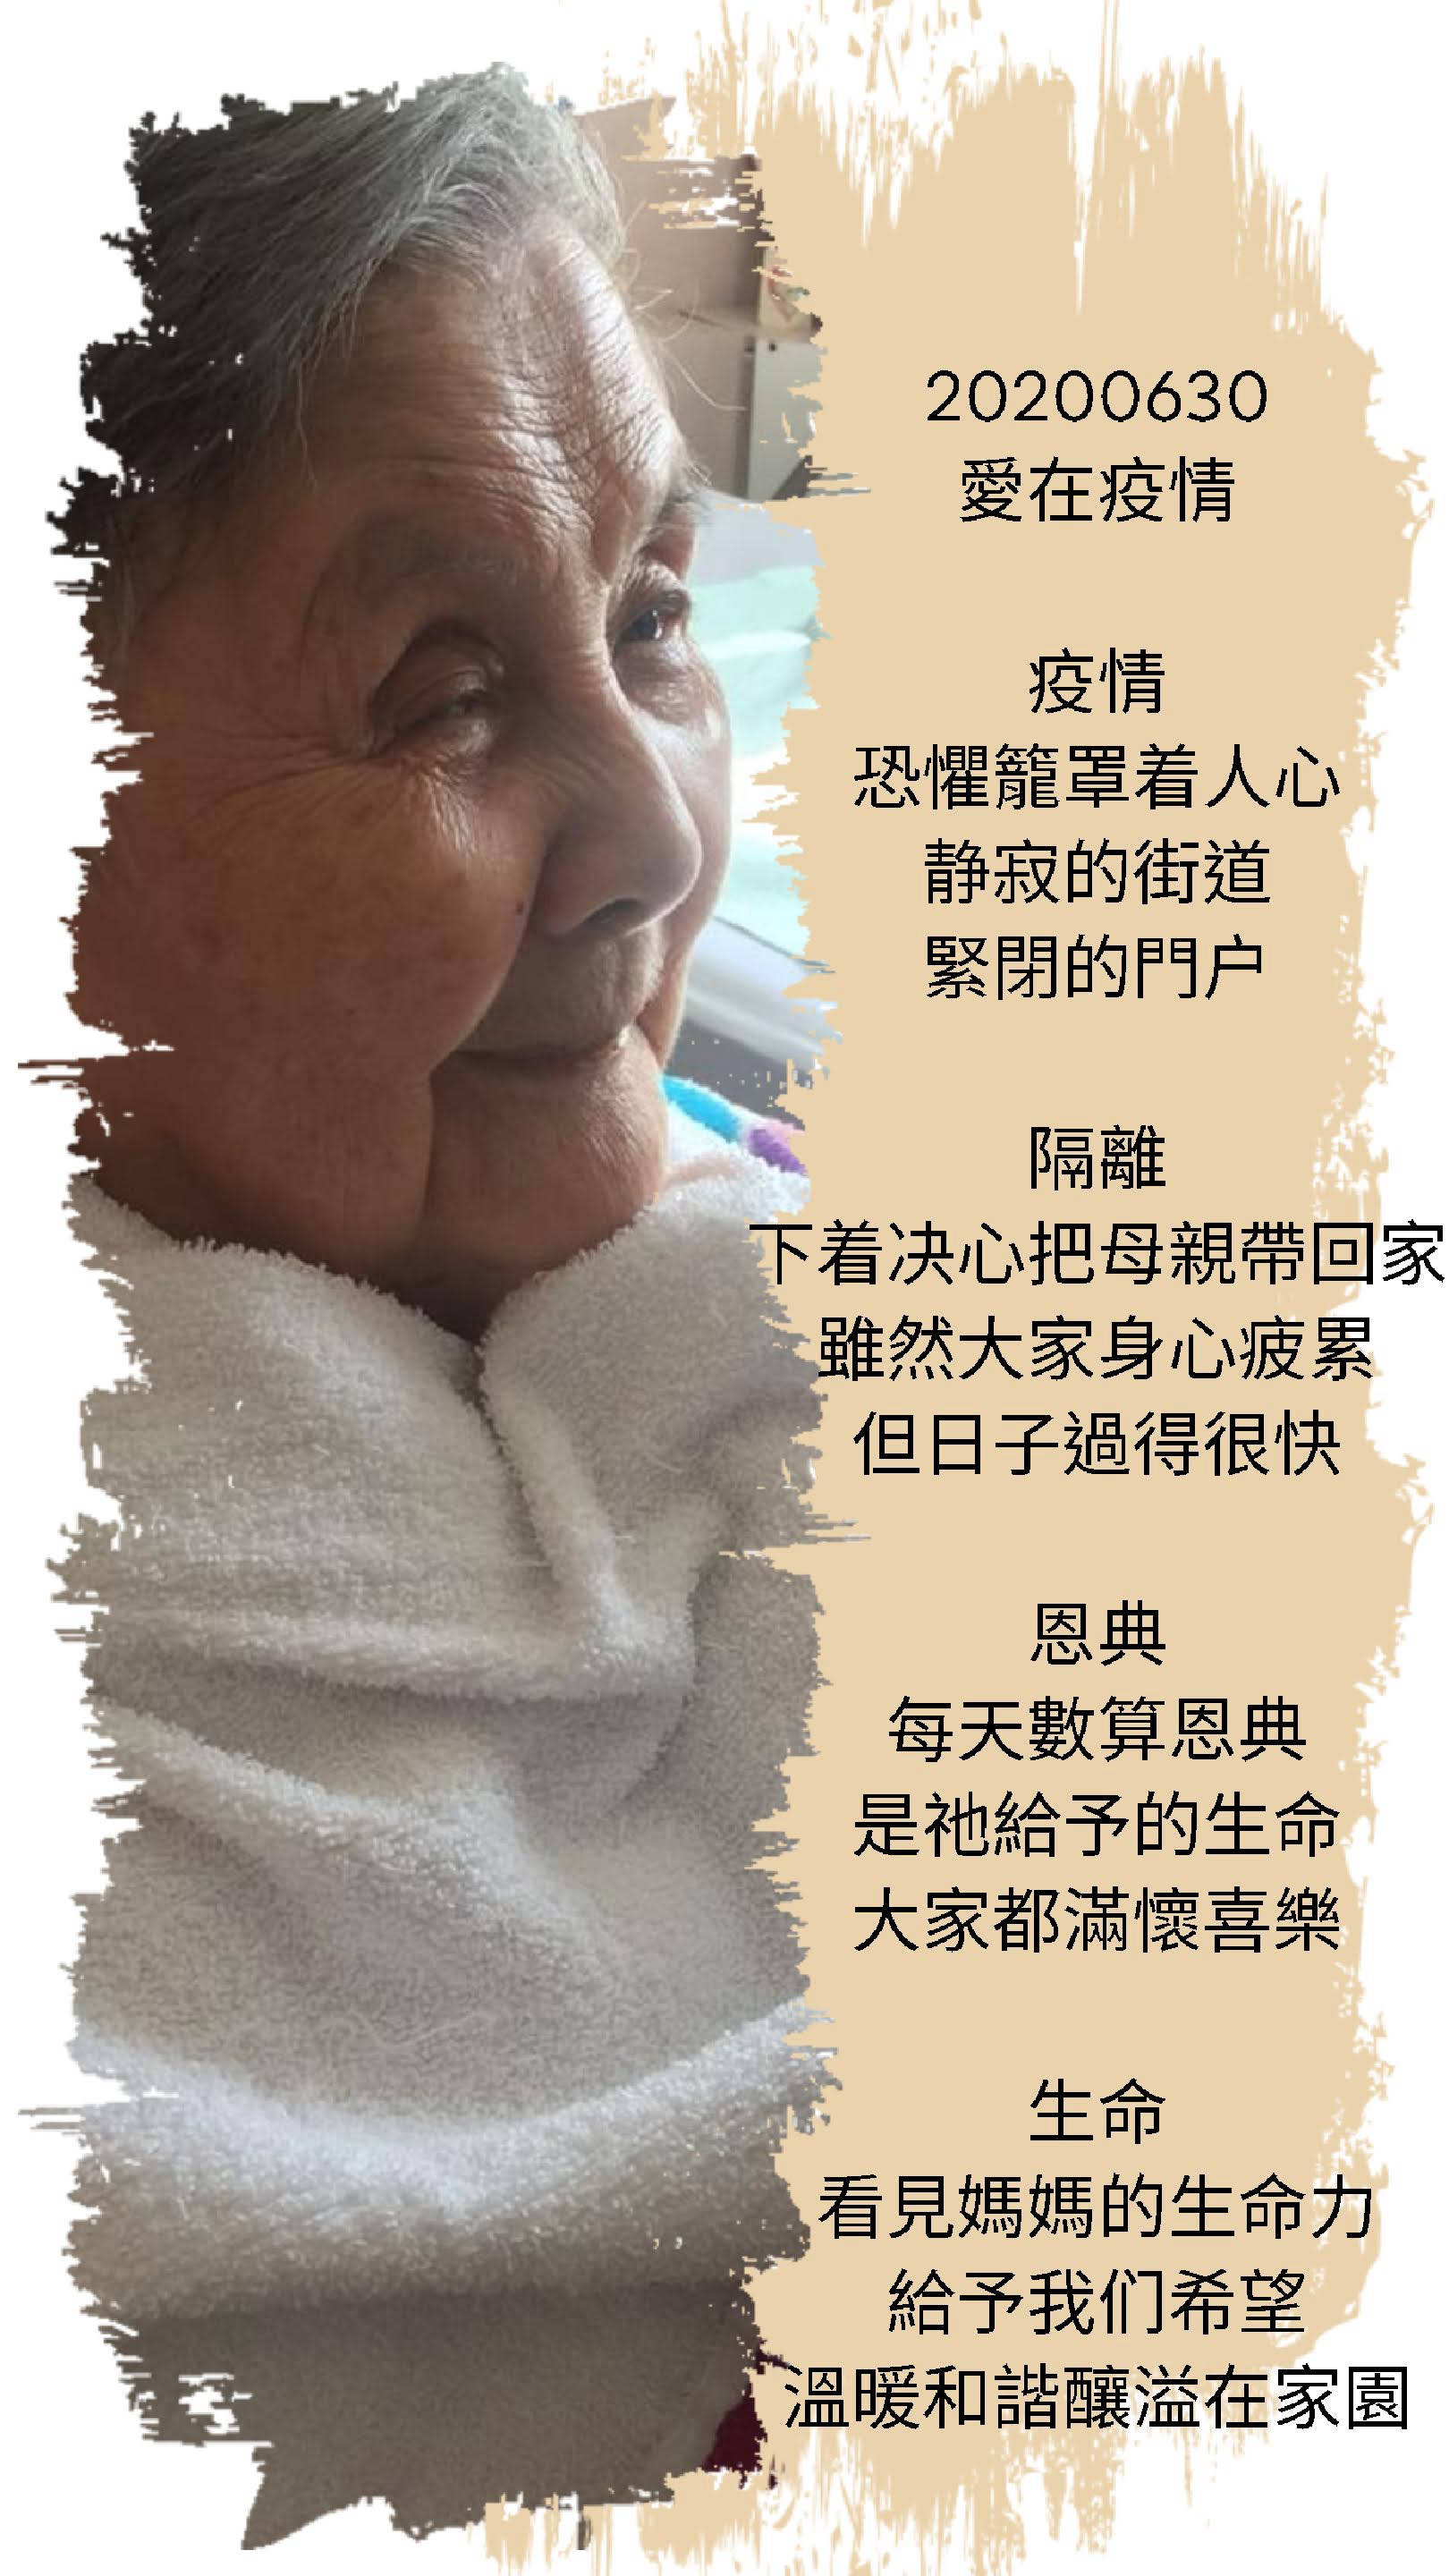 20200630
愛在疫情
疫情
恐懼籠罩着人心
静寂的街道
緊閉的門户
隔離
下着决心把母親帶回家
雖然大家身心疲累
但日子過得很快
恩典
每天數算恩典
是祂給予的生命
大家都滿懷喜樂
生命
看見媽媽的生命力
給予我们希望
溫暖和諧釀溢在家園